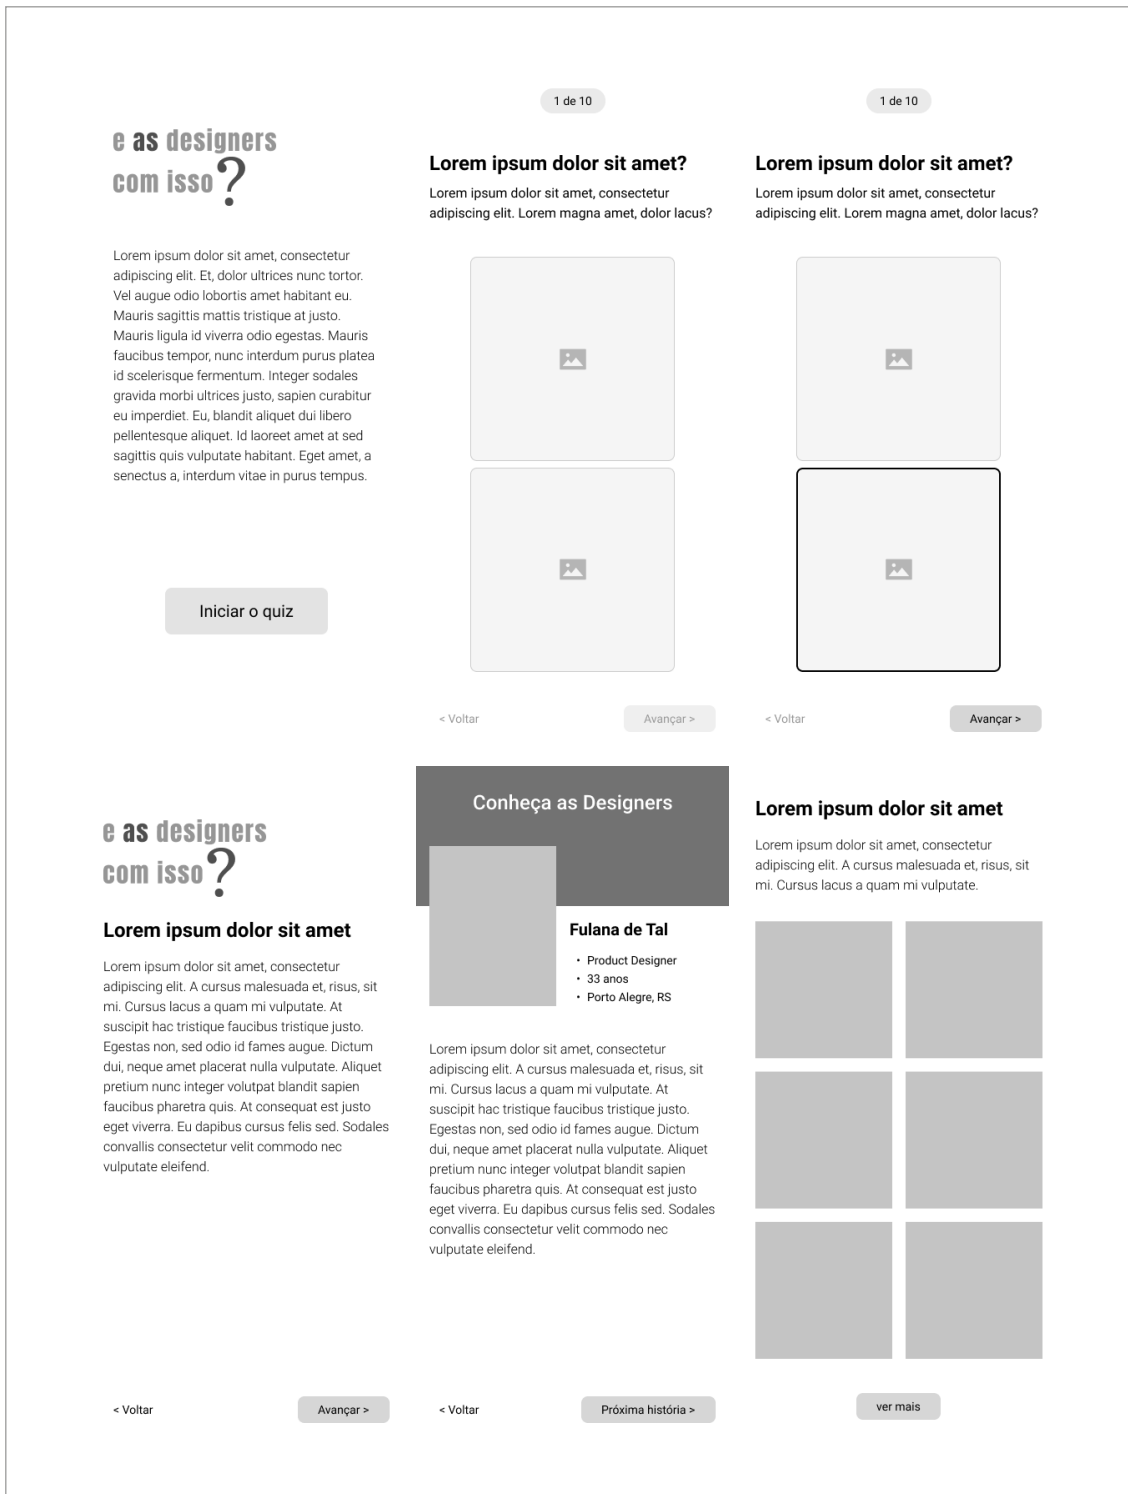 e as designers
com isso?
Lorem ipsum dolor sit amet, consectetur
adipiscing elit. Et, dolor ultrices nunc tortor.
Vel augue odio lobortis amet habitant eu.
Mauris sagittis mattis tristique at justo.
Mauris ligula id viverra odio egestas. Mauris
faucibus tempor, nunc interdum purus platea
id scelerisque fermentum. Integer sodales
gravida morbi ultrices justo, sapien curabitur
eu imperdiet. Eu, blandit aliquet dui libero
pellentesque aliquet. Id laoreet amet at sed
sagittis quis vulputate habitant. Eget amet, a
senectus a, interdum vitae in purus tempus.
Iniciar o quiz
1 de 10
Lorem ipsum dolor sit amet?
Lorem ipsum dolor sit amet, consectetur
adipiscing elit. Lorem magna amet, dolor lacus?
< Voltar
Avançar >
1 de 10
Lorem ipsum dolor sit amet?
Lorem ipsum dolor sit amet, consectetur
adipiscing elit. Lorem magna amet, dolor lacus?
< Voltar
Avançar >
e as designers
com isso?
Lorem ipsum dolor sit amet
Lorem ipsum dolor sit amet, consectetur
adipiscing elit. A cursus malesuada et, risus, sit
mi. Cursus lacus a quam mi vulputate. At
suscipit hac tristique faucibus tristique justo.
Egestas non, sed odio id fames augue. Dictum
dui, neque amet placerat nulla vulputate. Aliquet
pretium nunc integer volutpat blandit sapien
faucibus pharetra quis. At consequat est justo
eget viverra. Eu dapibus cursus felis sed. Sodales
convallis consectetur velit commodo nec
vulputate eleifend.
< Voltar
Avançar >
Conheça as Designers
Fulana de Tal
• Product Designer
• 33 anos
• Porto Alegre, RS
Lorem ipsum dolor sit amet, consectetur
adipiscing elit. A cursus malesuada et, risus, sit
mi. Cursus lacus a quam mi vulputate. At
suscipit hac tristique faucibus tristique justo.
Egestas non, sed odio id fames augue. Dictum
dui, neque amet placerat nulla vulputate. Aliquet
pretium nunc integer volutpat blandit sapien
faucibus pharetra quis. At consequat est justo
eget viverra. Eu dapibus cursus felis sed. Sodales
convallis consectetur velit commodo nec
vulputate eleifend.
< Voltar
Próxima história >
Lorem ipsum dolor sit amet
Lorem ipsum dolor sit amet, consectetur
adipiscing elit. A cursus malesuada et, risus, sit
mi. Cursus lacus a quam mi vulputate.
ver mais